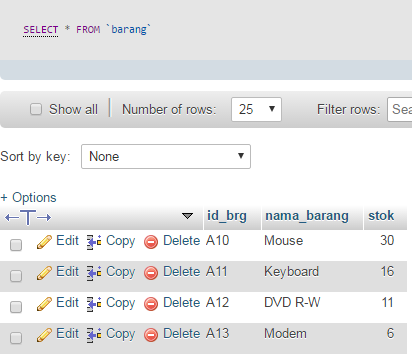 SELECT * FROM `barang`
Show all Number of rows: 25 Filter rows: Sea
Sort by key: None
+ Options
id_brg nama_barang stok
Edit Copy Delete A10 Mouse 30
Edit Copy Delete A11 Keyboard 16
Edit Copy Delete A12 DVD R-W 11
Edit Copy Delete A13 Modem 6